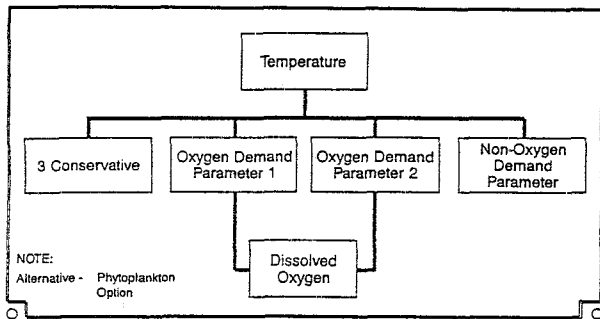 Temperature
3 Conservative
Oxygen Demand
Parameter 1
Oxygen Demand
Parameter 2
Non-Oxygen
Demand
Parameter
Dissolved
Oxygen
NOTE:
Alternative - Phytoplankton
Option